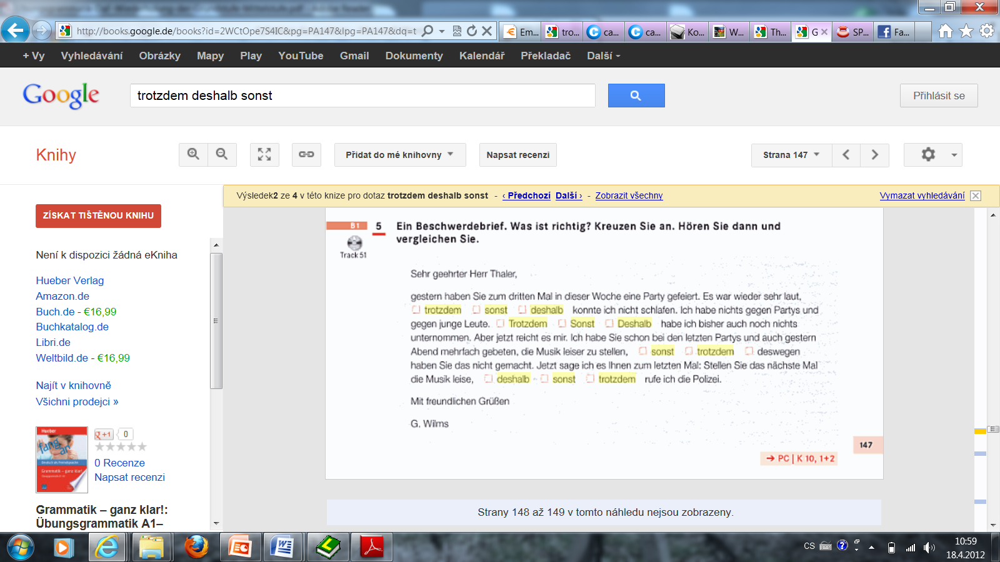 http://books.google.de/books?id=2WCtOpe7S4IC&pg=PA147&lpg=PA147&dq=t
Em...
tro...
ca...
ca...
Ko...
W...
Th...
G
SP...
Fa...
+ Vy Vyhledávání Obrázky Mapy Play YouTube Gmail Dokumenty Kalendář Překladač Další
Google
trotzdem deshalb sonst
Přihlásit se
Knihy
Přidat do mé knihovny
Napsat recenzi
Strana 147
Výsledek2 ze 4 v této knize pro dotaz trotzdem deshalb sonst - ‹ Předchozí Další › - Zobrazit všechny
Vymazat vyhledávání
ZÍSKAT TIŠTĚNOU KNIHU
Není k dispozici žádná eKniha
Hueber Verlag
Amazon.de
Buch.de - €16,99
Buchkatalog.de
Libri.de
Weltbild.de - €16,99
Najít v knihovně
Všichni prodejci »
Hueber
fang an
Deutsch als Fremdsprache
Grammatik – ganz klar!
+1 0
0 Recenze
Napsat recenzi
Grammatik – ganz klar!:
Übungsgrammatik A1–
B1 5 Ein Beschwerdebrief. Was ist richtig? Kreuzen Sie an. Hören Sie dann und
vergleichen Sie.
Track 51
Sehr geehrter Herr Thaler,
gestern haben Sie zum dritten Mal in dieser Woche eine Party gefeiert. Es war wieder sehr laut,
trotzdem sonst deshalb konnte ich nicht schlafen. Ich habe nichts gegen Partys und
gegen junge Leute. Trotzdem Sonst Deshalb habe ich bisher auch noch nichts
unternommen. Aber jetzt reicht es mir. Ich habe Sie schon bei den letzten Partys und auch gestern
Abend mehrfach gebeten, die Musik leiser zu stellen, sonst trotzdem deswegen
haben Sie das nicht gemacht. Jetzt sage ich es Ihnen zum letzten Mal: Stellen Sie das nächste Mal
die Musik leise, deshalb sonst trotzdem rufe ich die Polizei.
Mit freundlichen Grüßen
G. Wilms
147
→ PC | K 10, 1+2
Strany 148 až 149 v tomto náhledu nejsou zobrazeny.
CS
10:59
18.4.2012